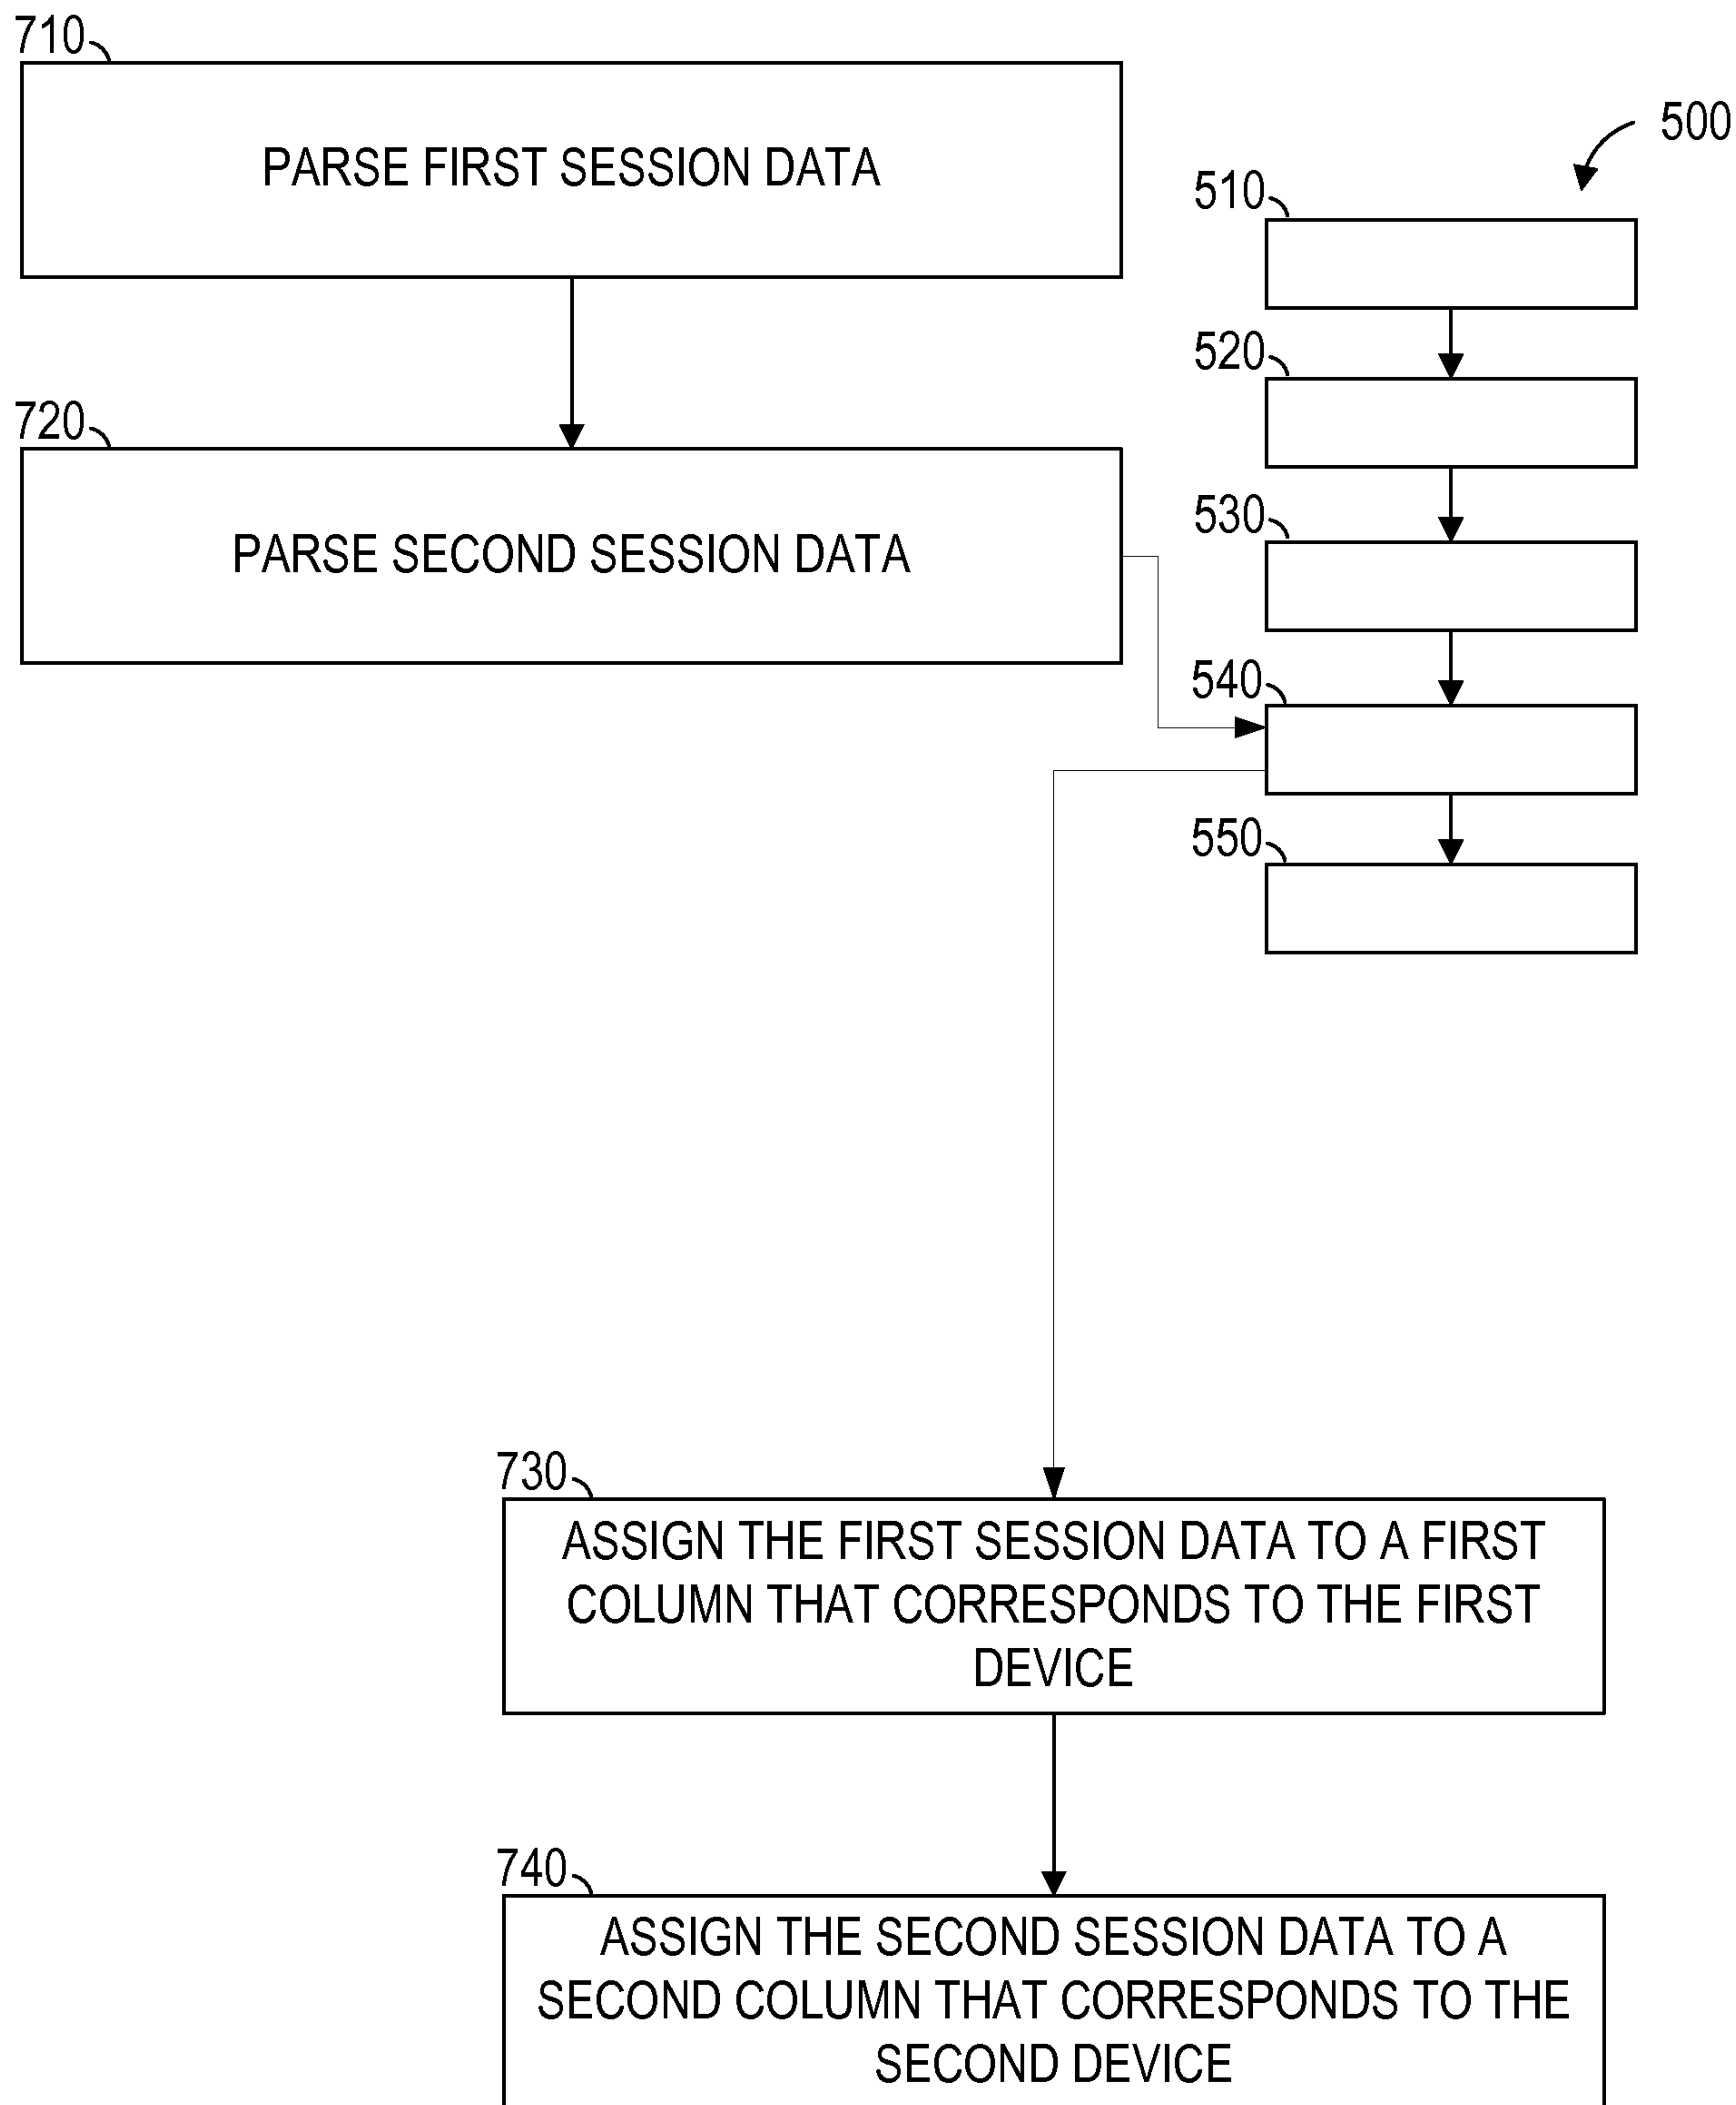 710
PARSE FIRST SESSION DATA
500
510
520
720
PARSE SECOND SESSION DATA
530
540
550
730
ASSIGN THE FIRST SESSION DATA TO A FIRST
COLUMN THAT CORRESPONDS TO THE FIRST
DEVICE
740
ASSIGN THE SECOND SESSION DATA TO A
SECOND COLUMN THAT CORRESPONDS TO THE
SECOND DEVICE